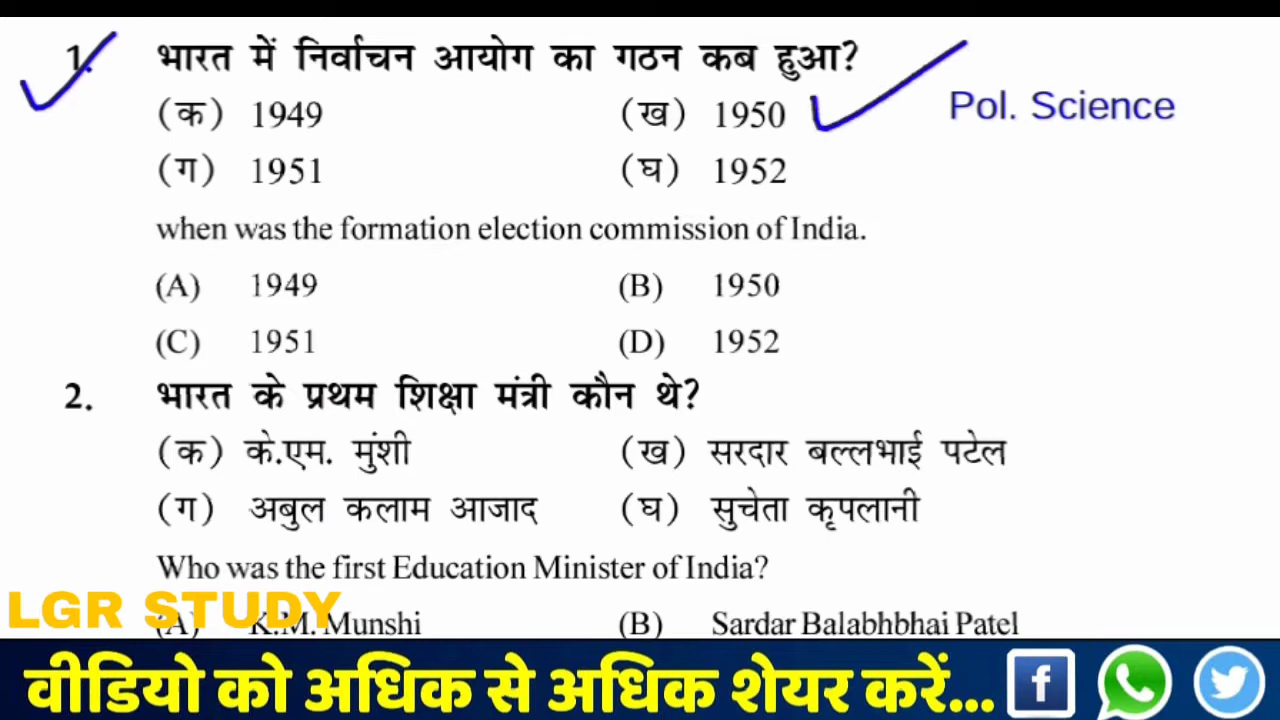 1. भारत में निर्वाचन आयोग का गठन कब हुआ?
(क) 1949 (ख) 1950 Pol. Science
(ग) 1951 (घ) 1952
when was the formation election commission of India.
(A) 1949 (B) 1950
(C) 1951 (D) 1952
2. भारत के प्रथम शिक्षा मंत्री कौन थे?
(क) के.एम. मुंशी (ख) सरदार बल्लभाई पटेल
(ग) अबुल कलाम आजाद (घ) सुचेता कृपलानी
Who was the first Education Minister of India?
LGR STUDY
(A) K.M. Munshi (B) Sardar Balabhbhai Patel
वीडियो को अधिक से अधिक शेयर करें...